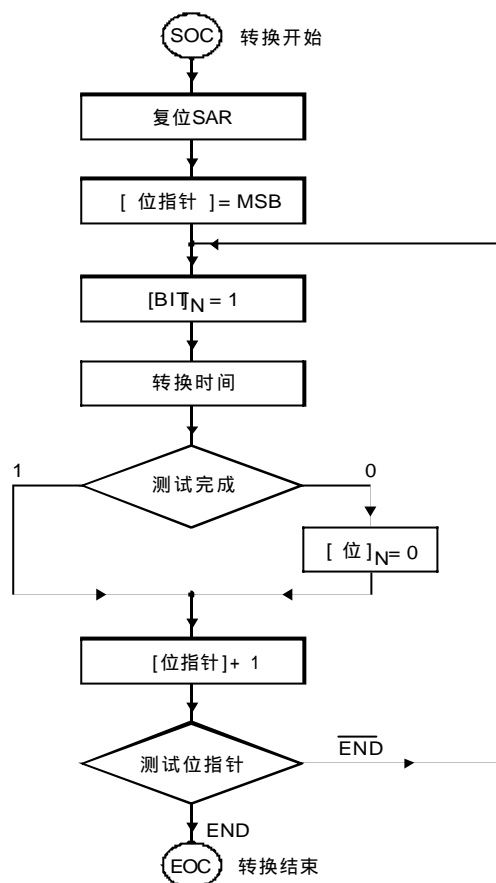 SOC 转换开始
复位SAR
[ 位指针 ]= MSB
[BIT]N = 1
转换时间
1
测试完成
0
[ 位 ]N= 0
[位指针]+ 1
测试位指针
END
END
EOC 转换结束